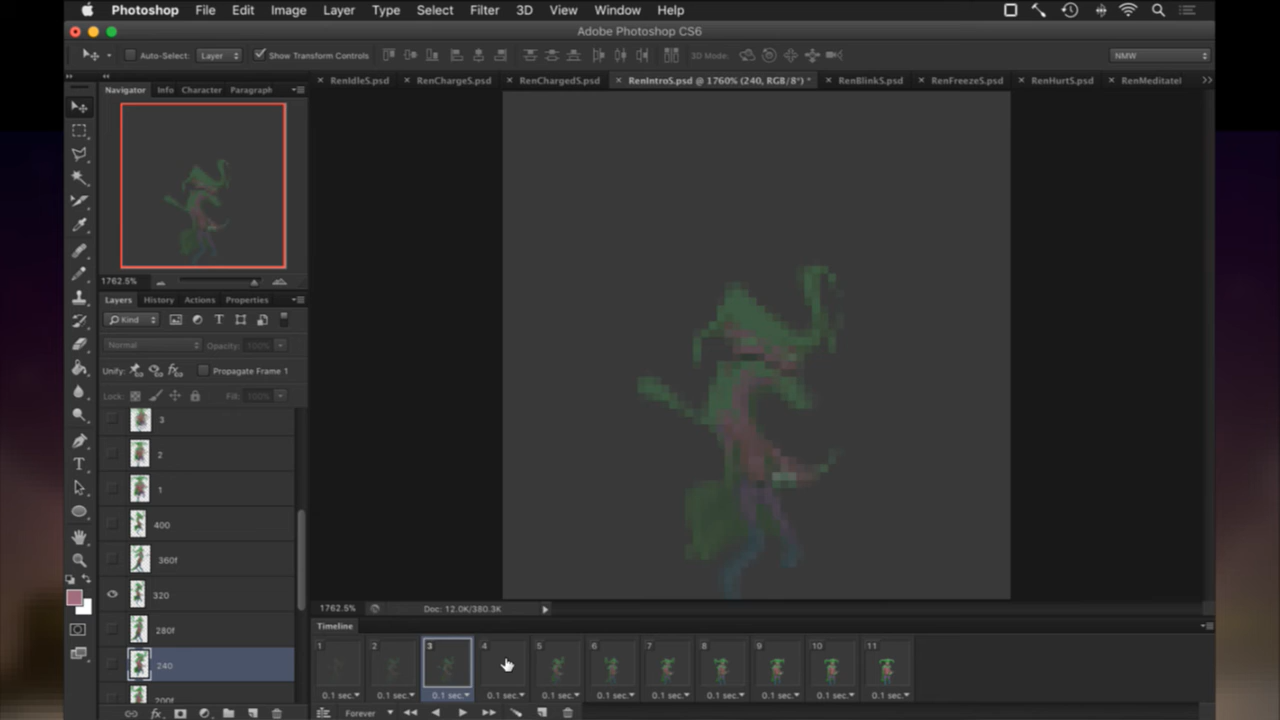 Photoshop File Edit Image Layer Type Select Filter 3D View Window Help
Adobe Photoshop CS6
Auto-Select: Layer Show Transform Controls 3D Mode: NMW
RenIdleS.psd RenChargeS.psd RenChargedS.psd RenIntroS.psd @ 1760% (240, RGB/8*) * RenBlinkS.psd RenFreezeS.psd RenHurtS.psd RenMeditatel
Navigator Info Character Paragraph
1762.5%
Layers History Actions Properties
Kind
Normal Opacity: 100%
Unify: Propagate Frame 1
Lock: Fill: 100%
3
2
1
400
360f
320
280f
240
200f
1762.5% Doc: 12.0K/380.3K
Timeline
1 2 3 4 5 6 7 8 9 10 11
0.1 sec. 0.1 sec. 0.1 sec. 0.1 sec. 0.1 sec. 0.1 sec. 0.1 sec. 0.1 sec. 0.1 sec. 0.1 sec. 0.1 sec.
Forever